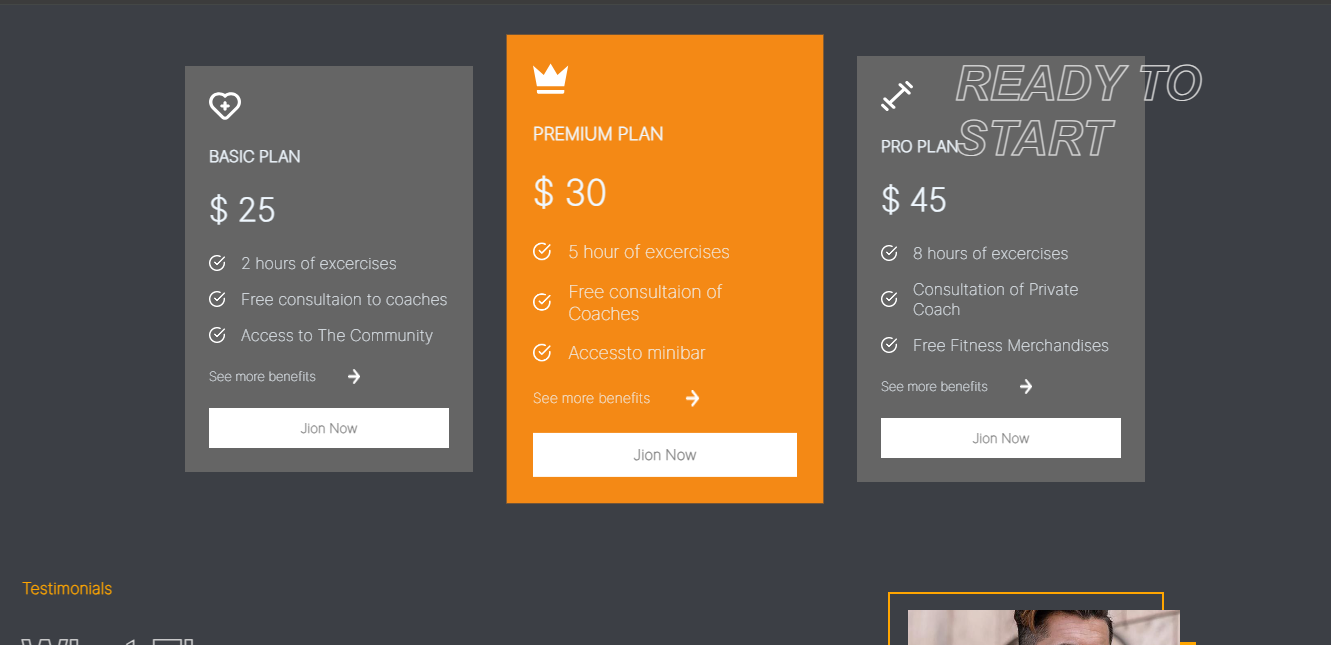 READY TO
START
BASIC PLAN
$ 25
2 hours of excercises
Free consultaion to coaches
Access to The Community
See more benefits
Jion Now
PREMIUM PLAN
$ 30
5 hour of excercises
Free consultaion of
Coaches
Accessto minibar
See more benefits
Jion Now
PRO PLAN
$ 45
8 hours of excercises
Consultation of Private
Coach
Free Fitness Merchandises
See more benefits
Jion Now
Testimonials